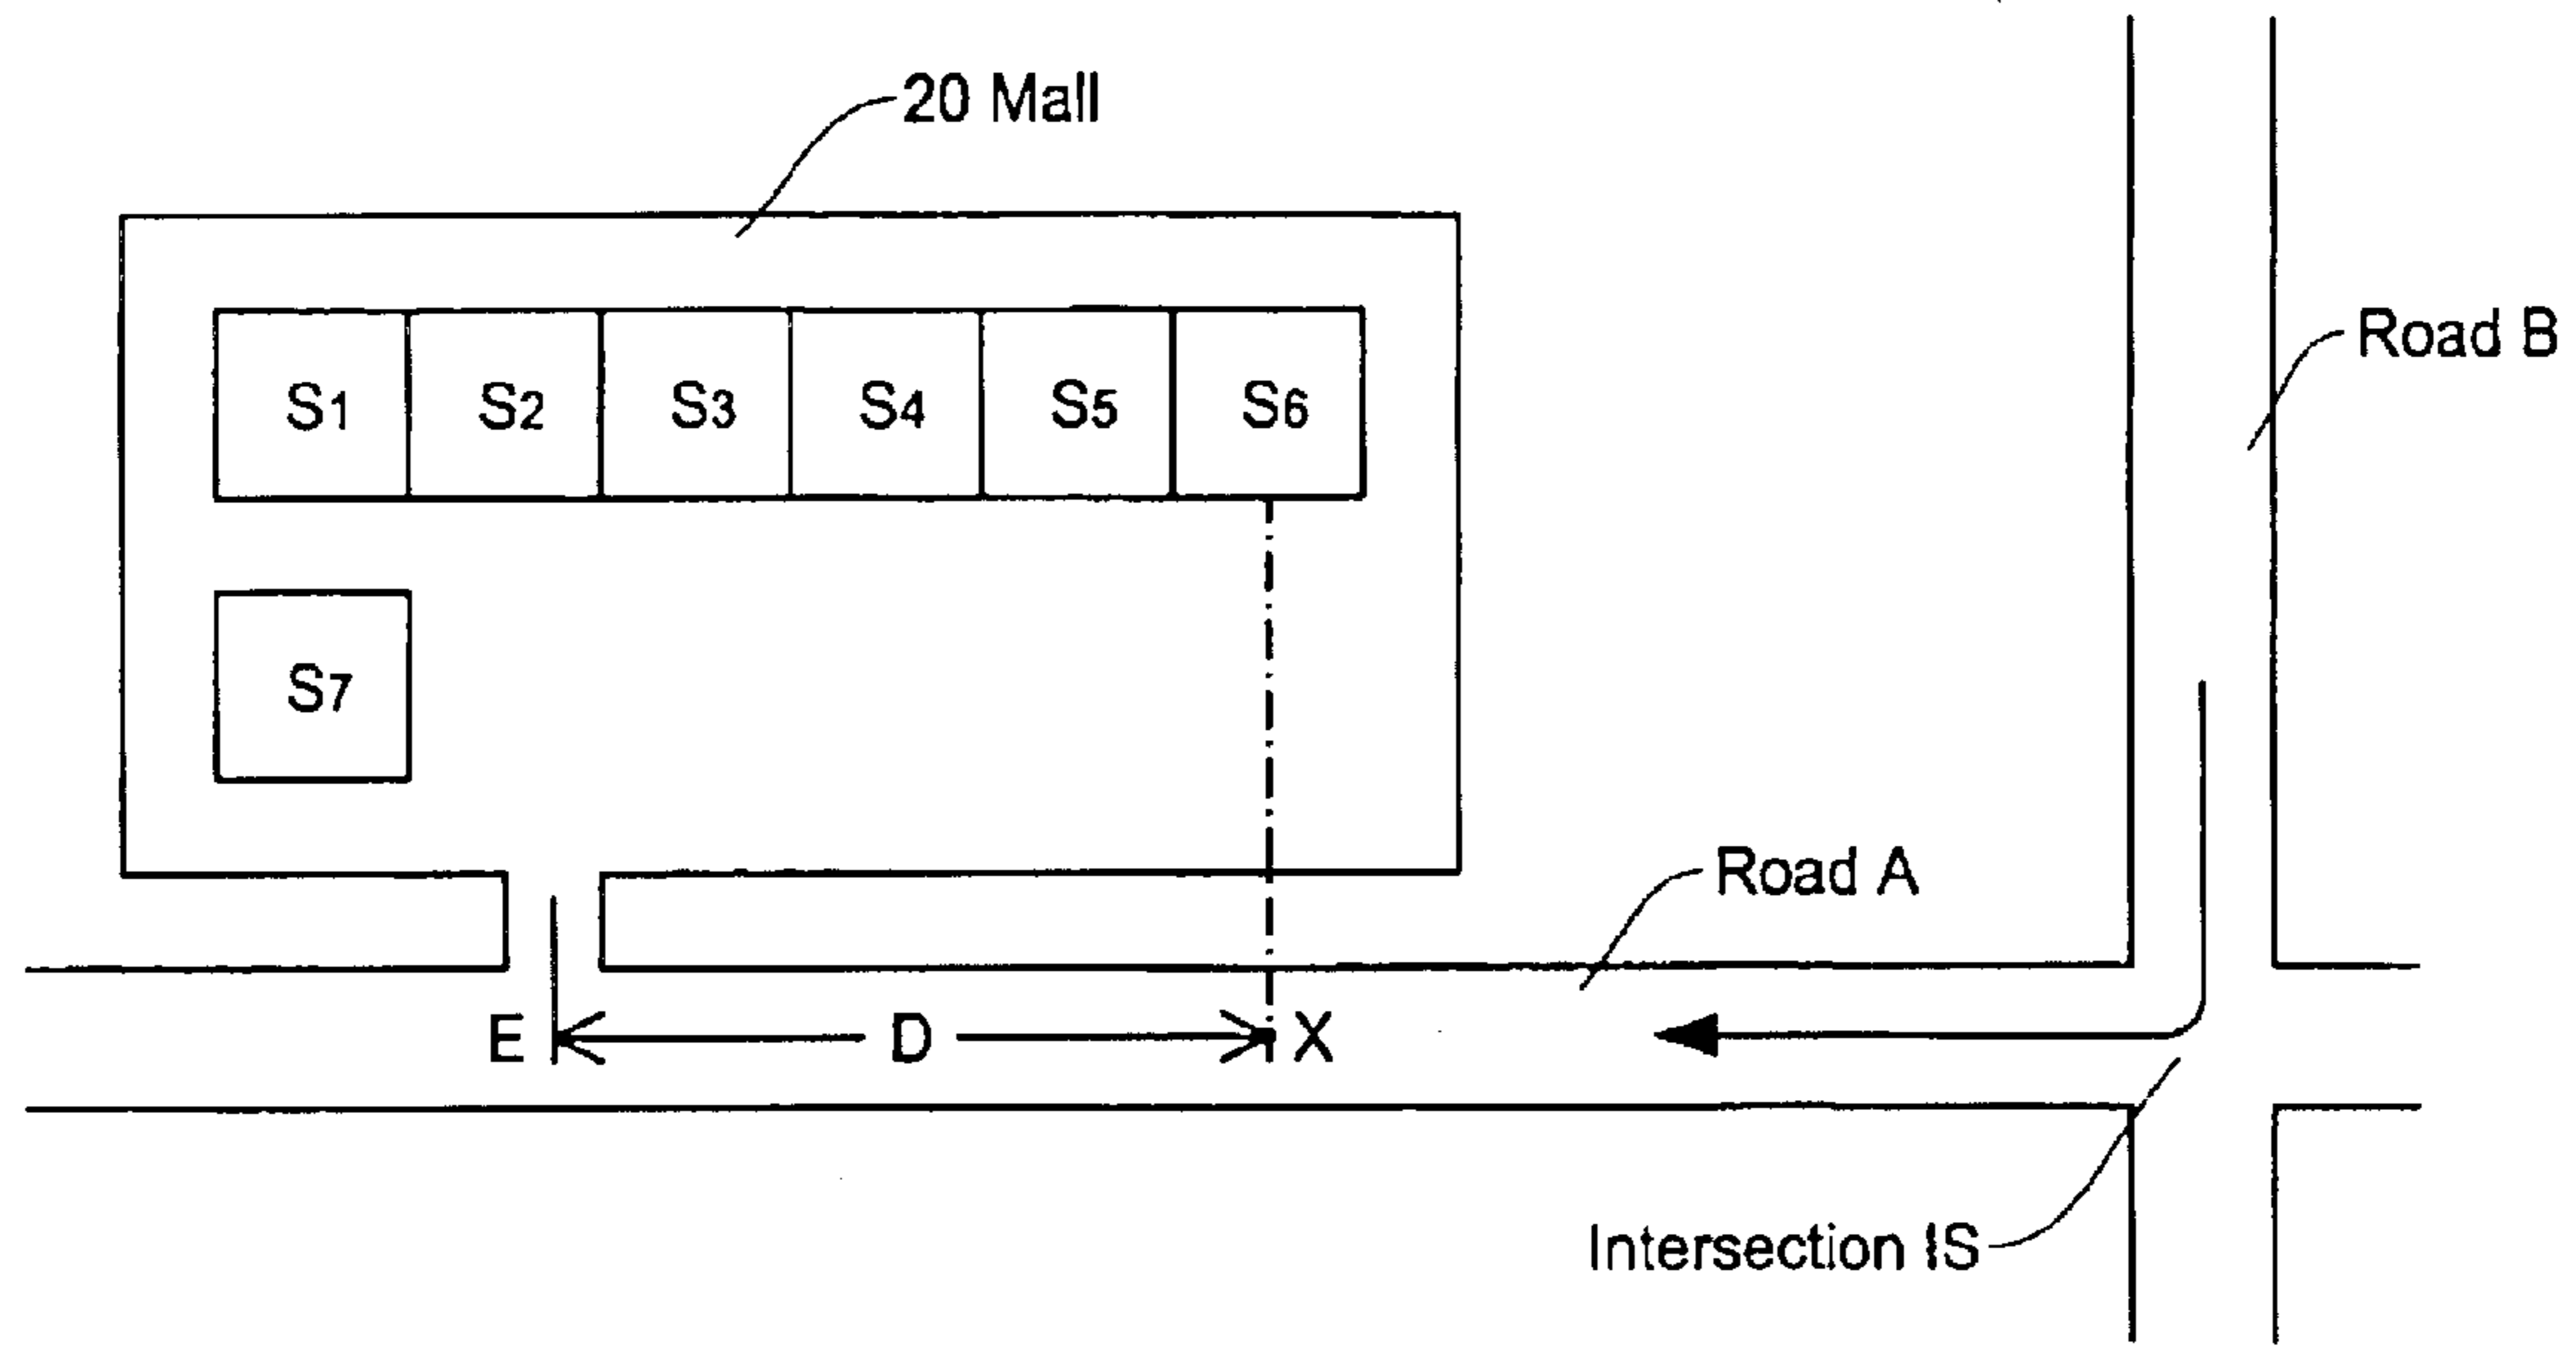 20 Mall
Road B
S1 S2 S3 S4 S5 S6
S7
Road A
E D X
Intersection IS